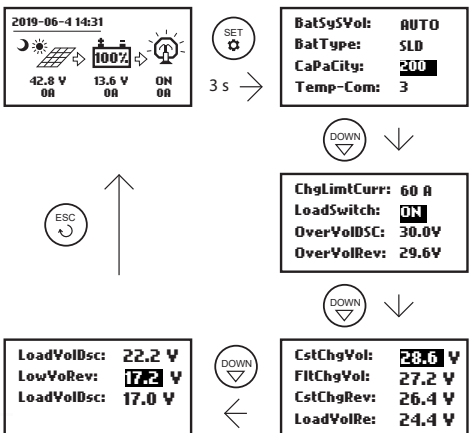 2019-06-4 14:31
100%
42.8 V 13.6 V ON
0A 0A 0A
SET
3 s
BatSySVol: AUTO
BatType: SLD
CaPaCity: 200
Temp-Com: 3
DOWN
ChgLimtCurr: 60 A
LoadSwitch: ON
OverVolDSC: 30.0V
OverVolRev: 29.6V
ESC
DOWN
CstChgVol: 28.6 V
FltChgVol: 27.2 V
CstChgRev: 26.4 V
LoadVolRe: 24.4 V
DOWN
LoadVolDsc: 22.2 V
LowVoRev: 17.2 V
LoadVolDsc: 17.0 V